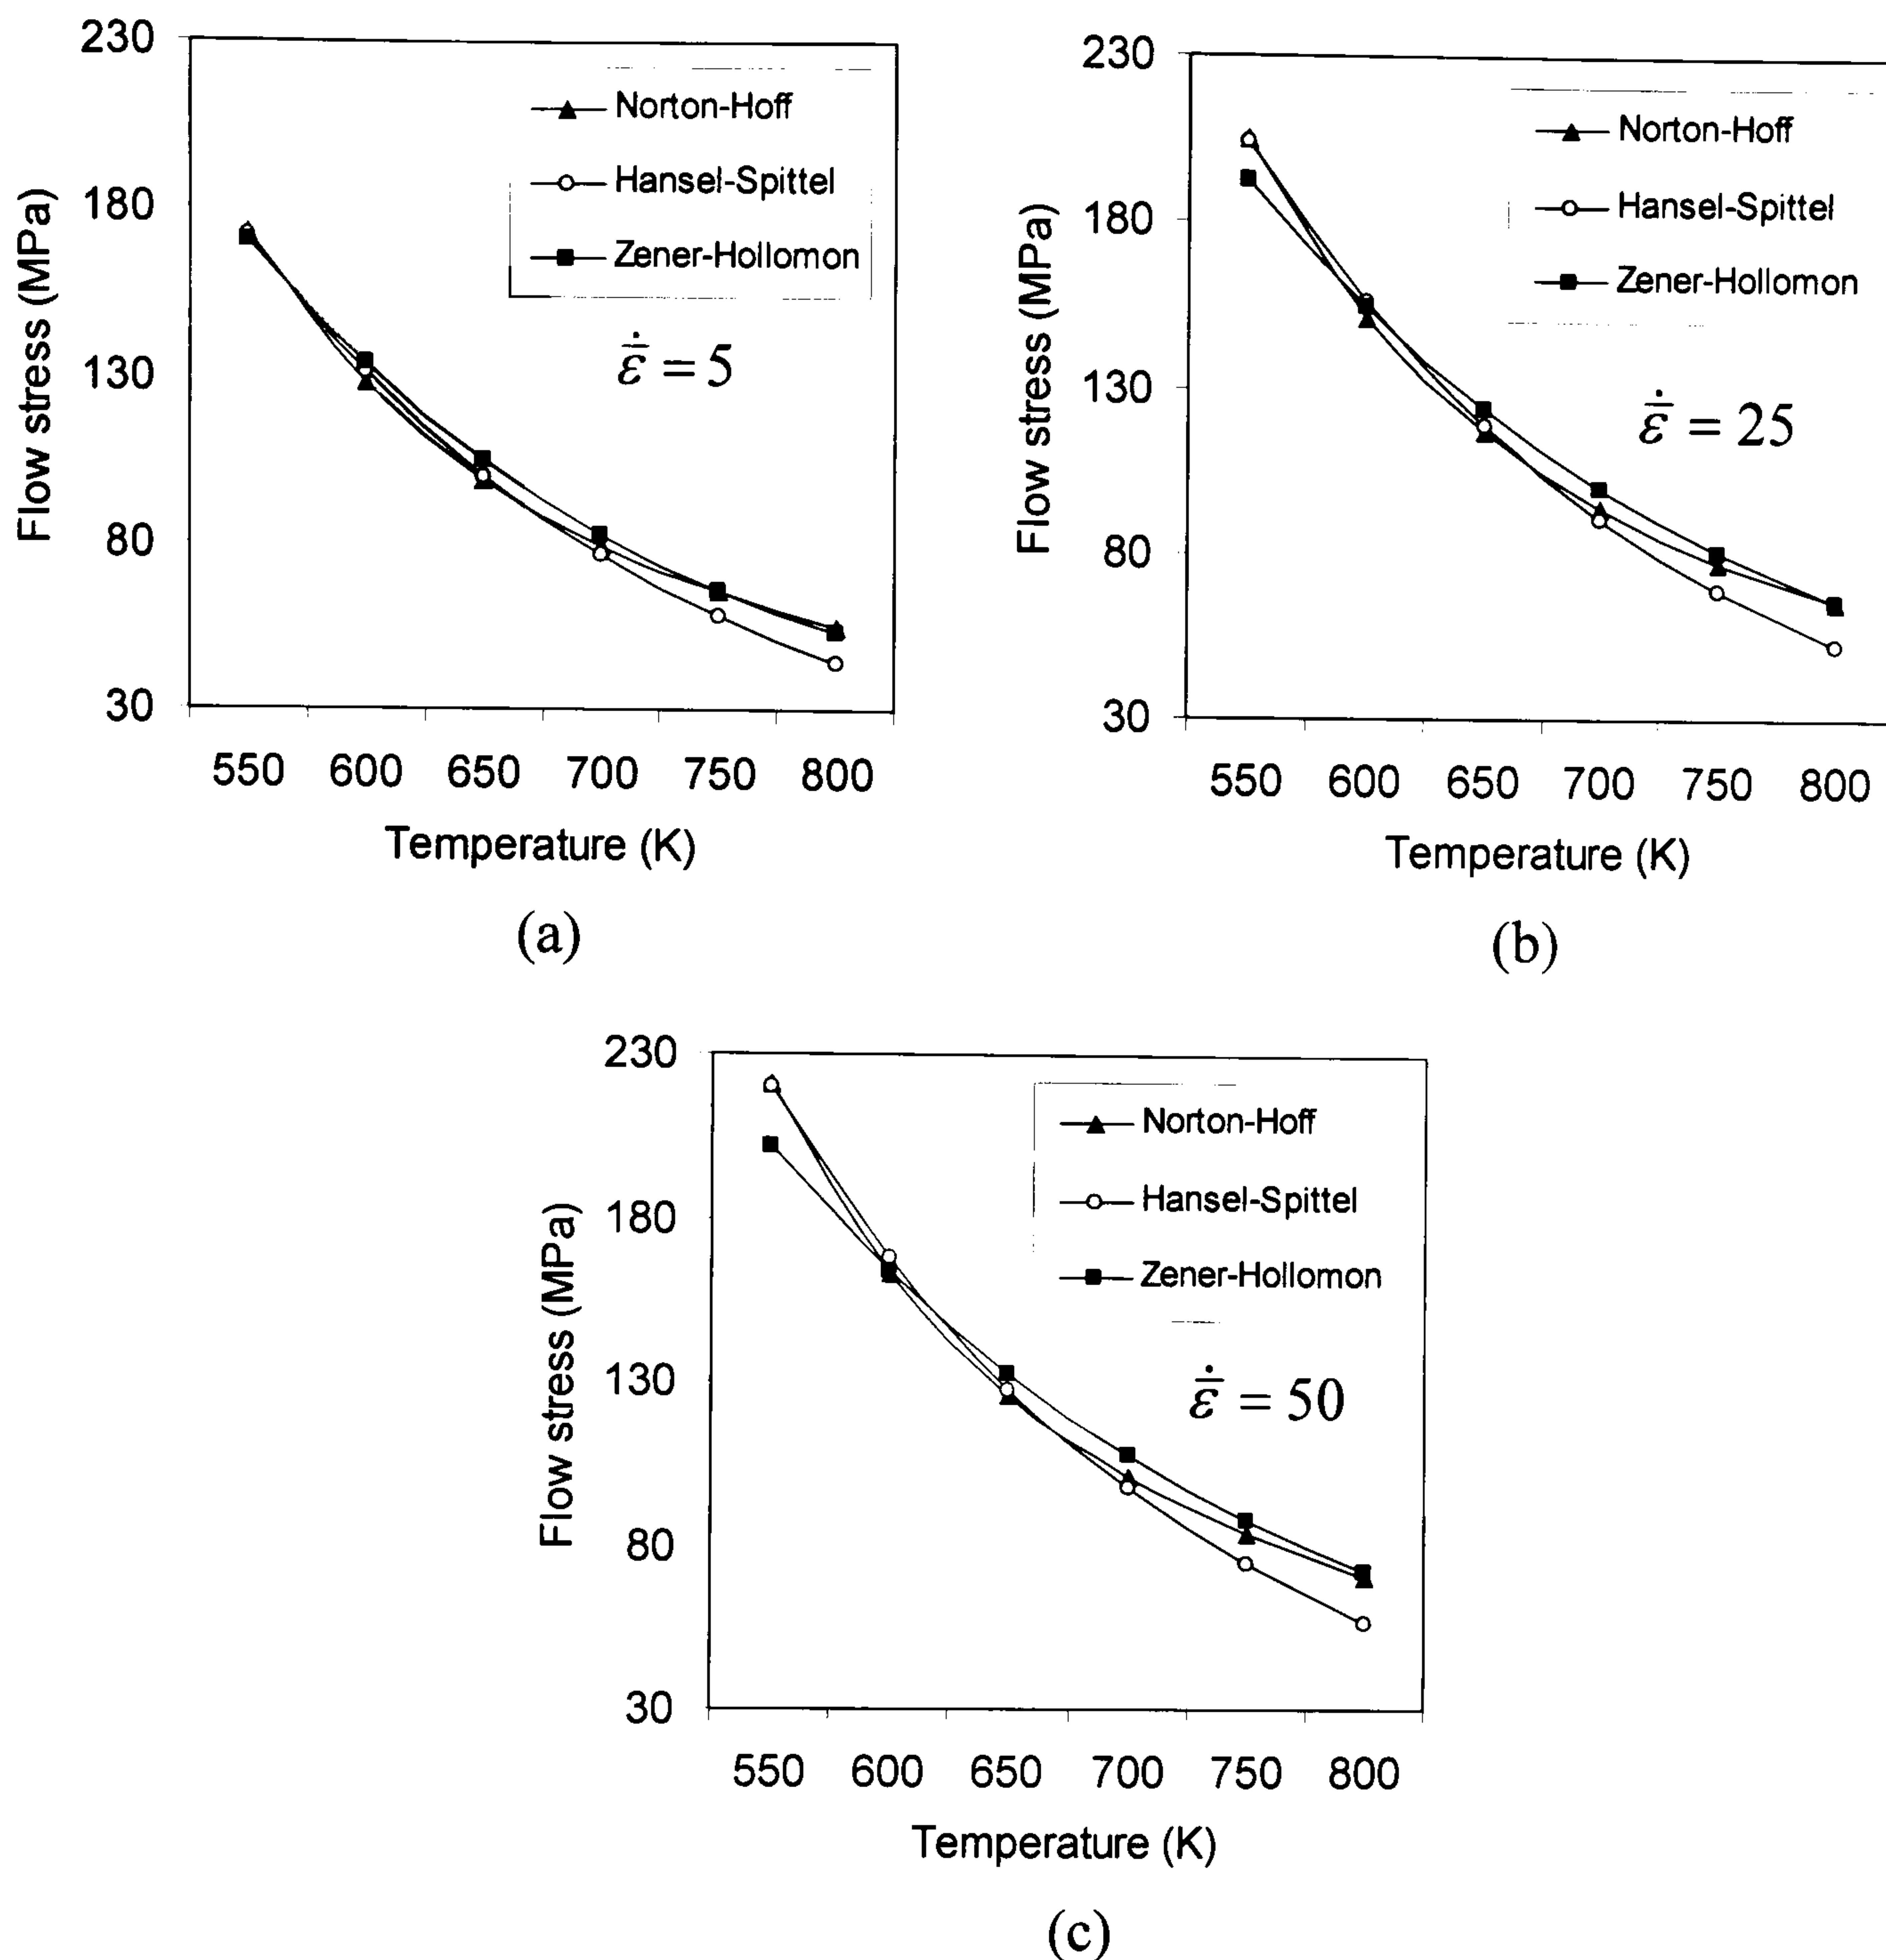 230
180
130
80
30
Flow stress (MPa)
Norton-Hoff
Hansel-Spittel
Zener-Hollomon
ε̄̇ = 5
550 600 650 700 750 800
Temperature (K)
(a)
230
180
130
80
30
Flow stress (MPa)
Norton-Hoff
Hansel-Spittel
Zener-Hollomon
ε̄̇ = 25
550 600 650 700 750 800
Temperature (K)
(b)
230
180
130
80
30
Flow stress (MPa)
Norton-Hoff
Hansel-Spittel
Zener-Hollomon
ε̄̇ = 50
550 600 650 700 750 800
Temperature (K)
(c)